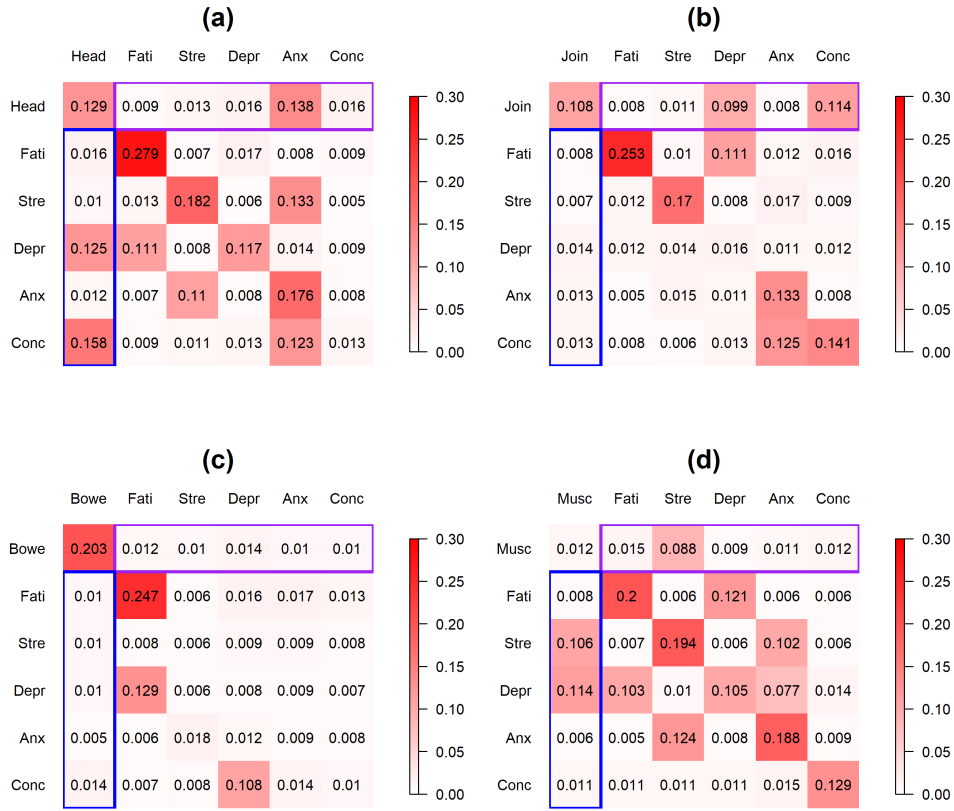 (a)
Head Fati Stre Depr Anx Conc
Head 0.129 0.009 0.013 0.016 0.138 0.016
Fati 0.016 0.279 0.007 0.017 0.008 0.009
Stre 0.01 0.013 0.182 0.006 0.133 0.005
Depr 0.125 0.111 0.008 0.117 0.014 0.009
Anx 0.012 0.007 0.11 0.008 0.176 0.008
Conc 0.158 0.009 0.011 0.013 0.123 0.013
0.30
0.25
0.20
0.15
0.10
0.05
0.00
(b)
Join Fati Stre Depr Anx Conc
Join 0.108 0.008 0.011 0.099 0.008 0.114
Fati 0.008 0.253 0.01 0.111 0.012 0.016
Stre 0.007 0.012 0.17 0.008 0.017 0.009
Depr 0.014 0.012 0.014 0.016 0.011 0.012
Anx 0.013 0.005 0.015 0.011 0.133 0.008
Conc 0.013 0.008 0.006 0.013 0.125 0.141
0.30
0.25
0.20
0.15
0.10
0.05
0.00
(c)
Bowe Fati Stre Depr Anx Conc
Bowe 0.203 0.012 0.01 0.014 0.01 0.01
Fati 0.01 0.247 0.006 0.016 0.017 0.013
Stre 0.01 0.008 0.006 0.009 0.009 0.008
Depr 0.01 0.129 0.006 0.008 0.009 0.007
Anx 0.005 0.006 0.018 0.012 0.009 0.008
Conc 0.014 0.007 0.008 0.108 0.014 0.01
0.30
0.25
0.20
0.15
0.10
0.05
0.00
(d)
Musc Fati Stre Depr Anx Conc
Musc 0.012 0.015 0.088 0.009 0.011 0.012
Fati 0.008 0.2 0.006 0.121 0.006 0.006
Stre 0.106 0.007 0.194 0.006 0.102 0.006
Depr 0.114 0.103 0.01 0.105 0.077 0.014
Anx 0.006 0.005 0.124 0.008 0.188 0.009
Conc 0.011 0.011 0.011 0.011 0.015 0.129
0.30
0.25
0.20
0.15
0.10
0.05
0.00